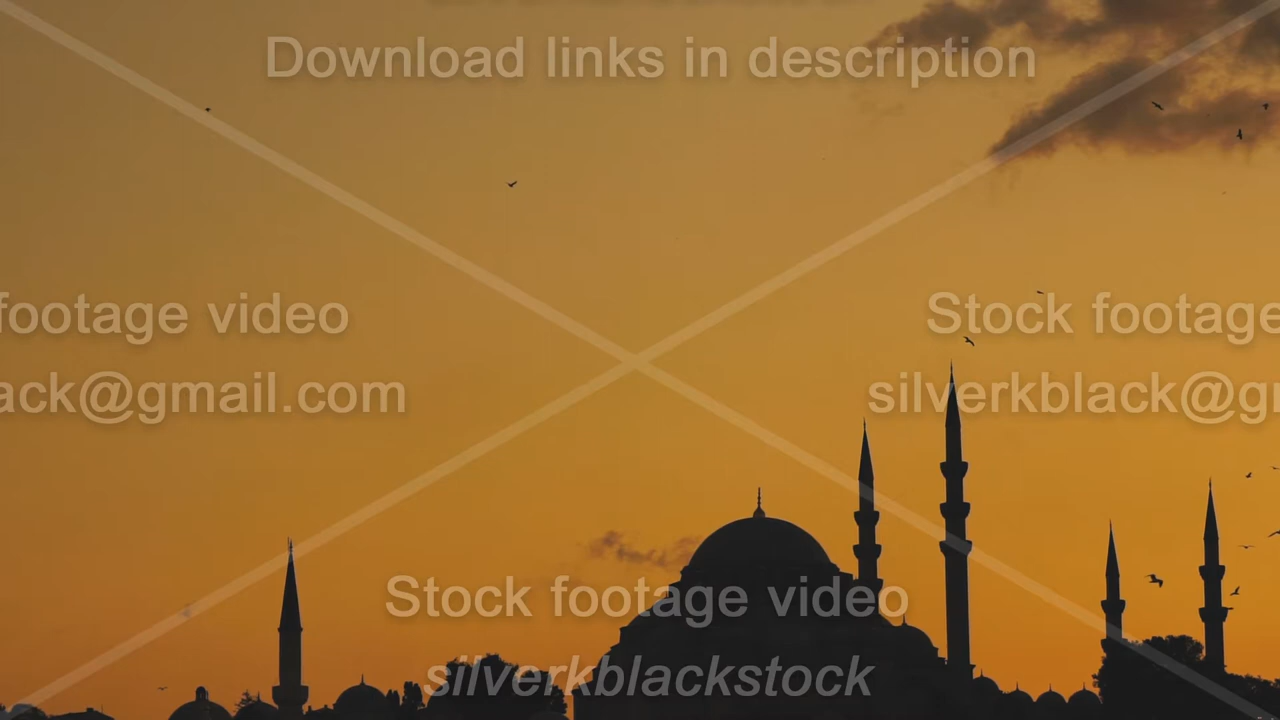 Download links in description
footage video
Stock footage
ack@gmail.com
silverkblack@g
Stock footage video
silverkblackstock